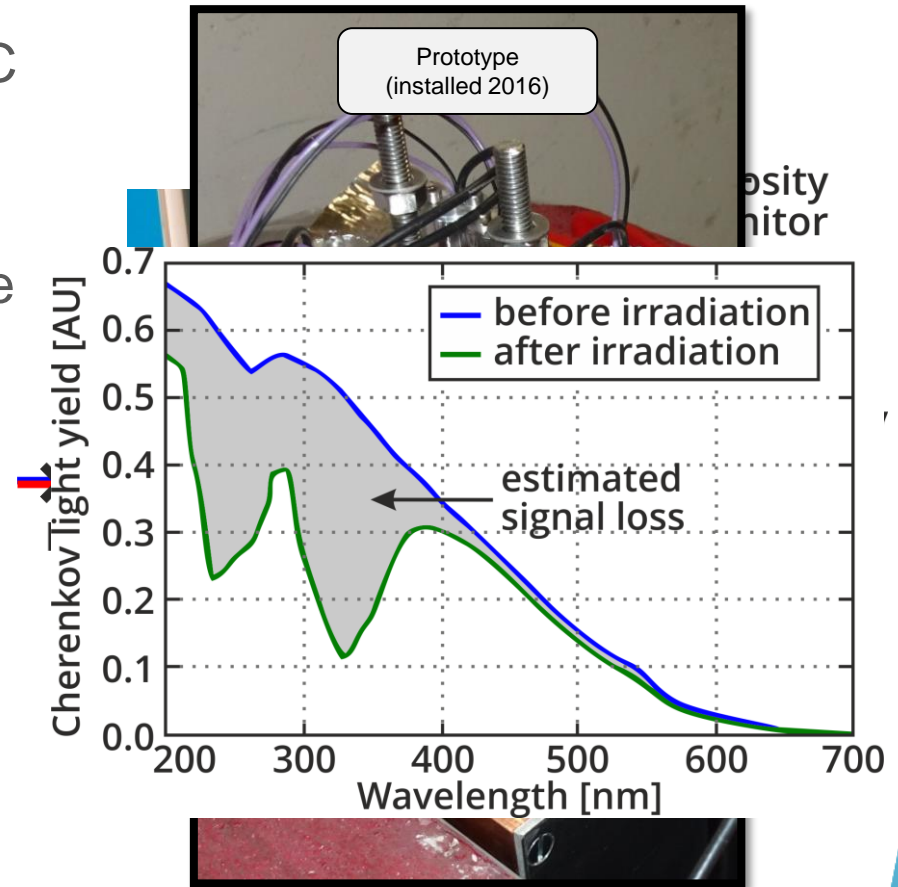 C
Prototype
(installed 2016)
osity
nitor
e
0.7
0.6
0.5
0.4
0.3
0.2
0.1
0.0
Cherenkov light yield [AU]
before irradiation
after irradiation
estimated
signal loss
200 300 400 500 600 700
Wavelength [nm]